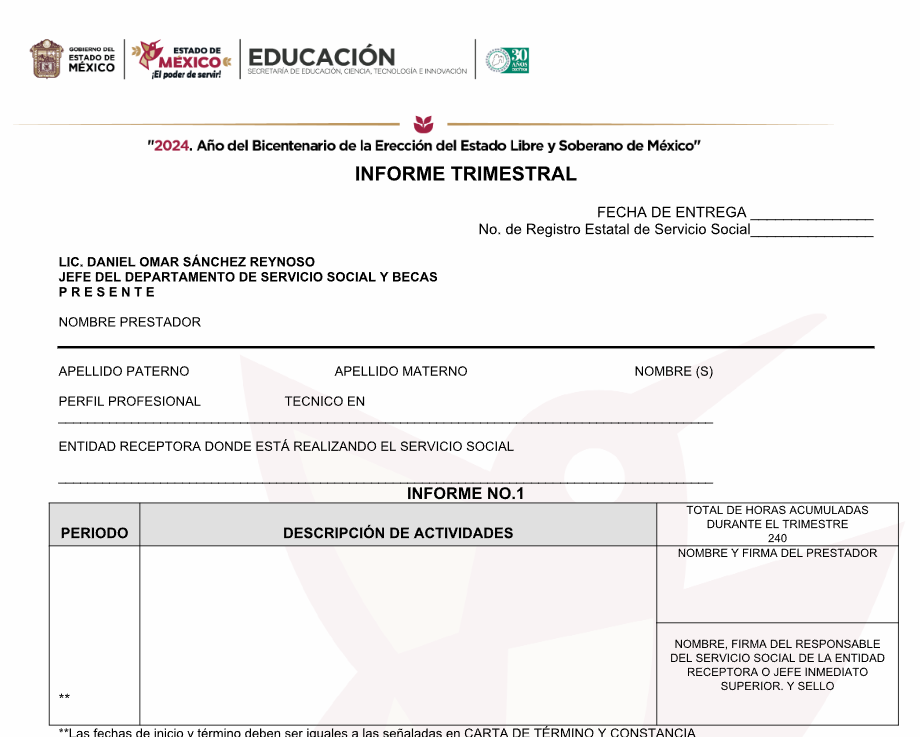 GOBIERNO DEL
ESTADO DE
MÉXICO
ESTADO DE
MÉXICO
¡El poder de servir!
EDUCACIÓN
SECRETARÍA DE EDUCACIÓN, CIENCIA, TECNOLOGÍA E INNOVACIÓN
30
AÑOS
"2024. Año del Bicentenario de la Erección del Estado Libre y Soberano de México"
INFORME TRIMESTRAL
FECHA DE ENTREGA _______________
No. de Registro Estatal de Servicio Social_______________
LIC. DANIEL OMAR SÁNCHEZ REYNOSO
JEFE DEL DEPARTAMENTO DE SERVICIO SOCIAL Y BECAS
P R E S E N T E
NOMBRE PRESTADOR
APELLIDO PATERNO APELLIDO MATERNO NOMBRE (S)
PERFIL PROFESIONAL TECNICO EN
ENTIDAD RECEPTORA DONDE ESTÁ REALIZANDO EL SERVICIO SOCIAL
INFORME NO.1
PERIODO
DESCRIPCIÓN DE ACTIVIDADES
TOTAL DE HORAS ACUMULADAS
DURANTE EL TRIMESTRE
240
NOMBRE Y FIRMA DEL PRESTADOR
NOMBRE, FIRMA DEL RESPONSABLE
DEL SERVICIO SOCIAL DE LA ENTIDAD
RECEPTORA O JEFE INMEDIATO
SUPERIOR. Y SELLO
**
**Las fechas de inicio y término deben ser iguales a las señaladas en CARTA DE TÉRMINO Y CONSTANCIA